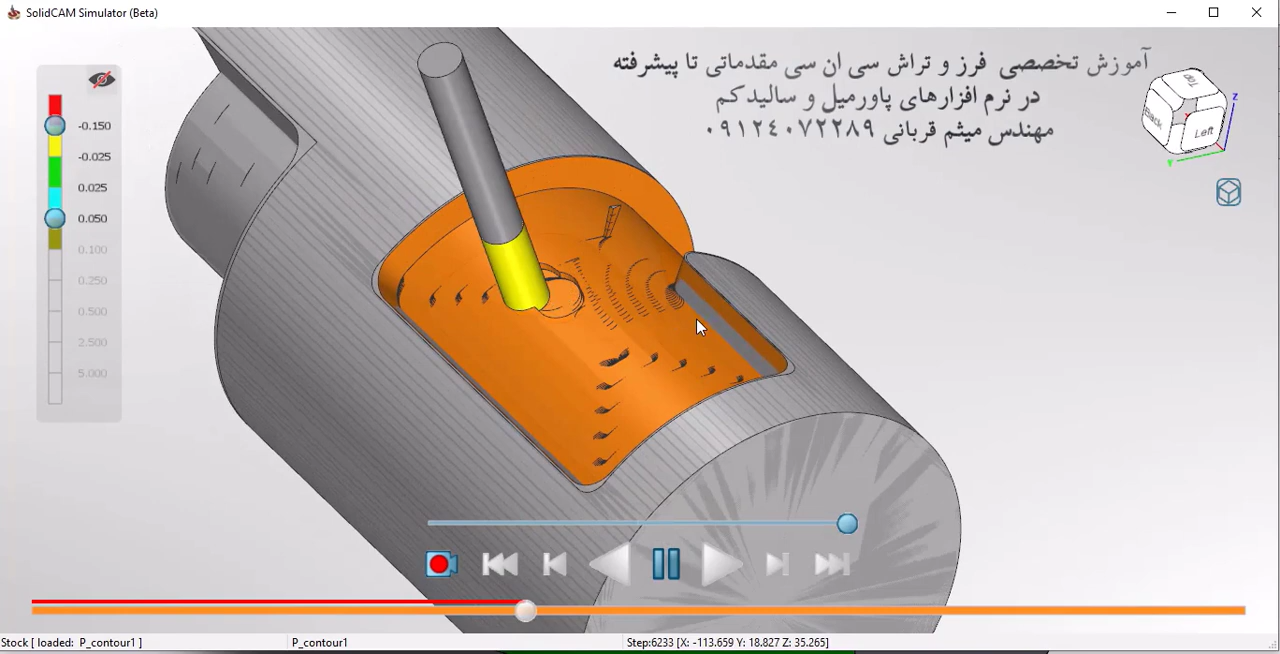 SolidCAM Simulator (Beta)
آموزش تخصصی فرز و تراش سی ان سی مقدماتی تا پیشرفته
در نرم افزارهای پاورمیل و سالیدکم
مهندس میثم قربانی ۰۹۱۲۴۰۷۲۲۸۹
Top
Back
Left
Z
Y
-0.150
-0.025
0.025
0.050
0.100
0.250
0.500
2.500
5.000
Stock [ loaded: P_contour1 ]
P_contour1
Step:6233 [X: -113.659 Y: 18.827 Z: 35.265]